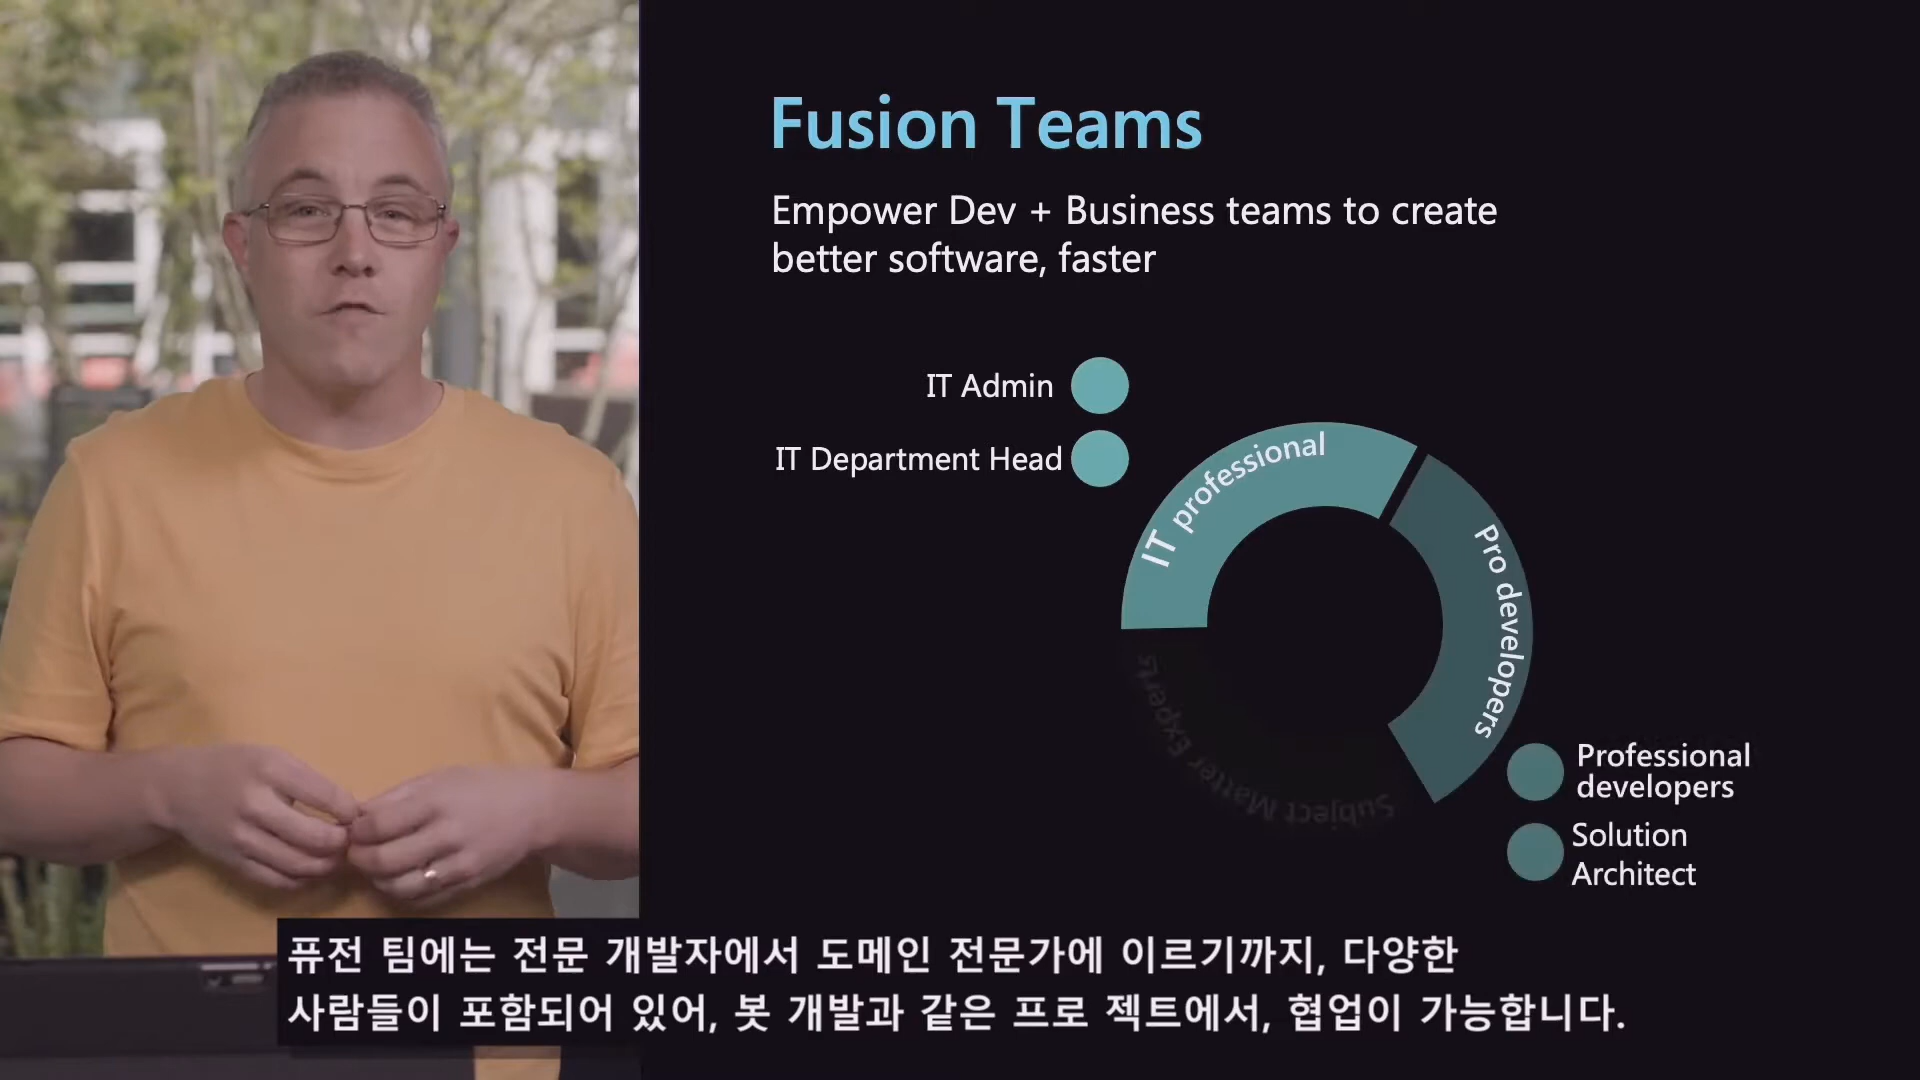 Fusion Teams
Empower Dev + Business teams to create
better software, faster
IT Admin
IT Department Head
IT professional
Pro developers
Subject Matter Experts
Professional
developers
Solution
Architect
퓨전 팀에는 전문 개발자에서 도메인 전문가에 이르기까지, 다양한
사람들이 포함되어 있어, 봇 개발과 같은 프로 젝트에서, 협업이 가능합니다.